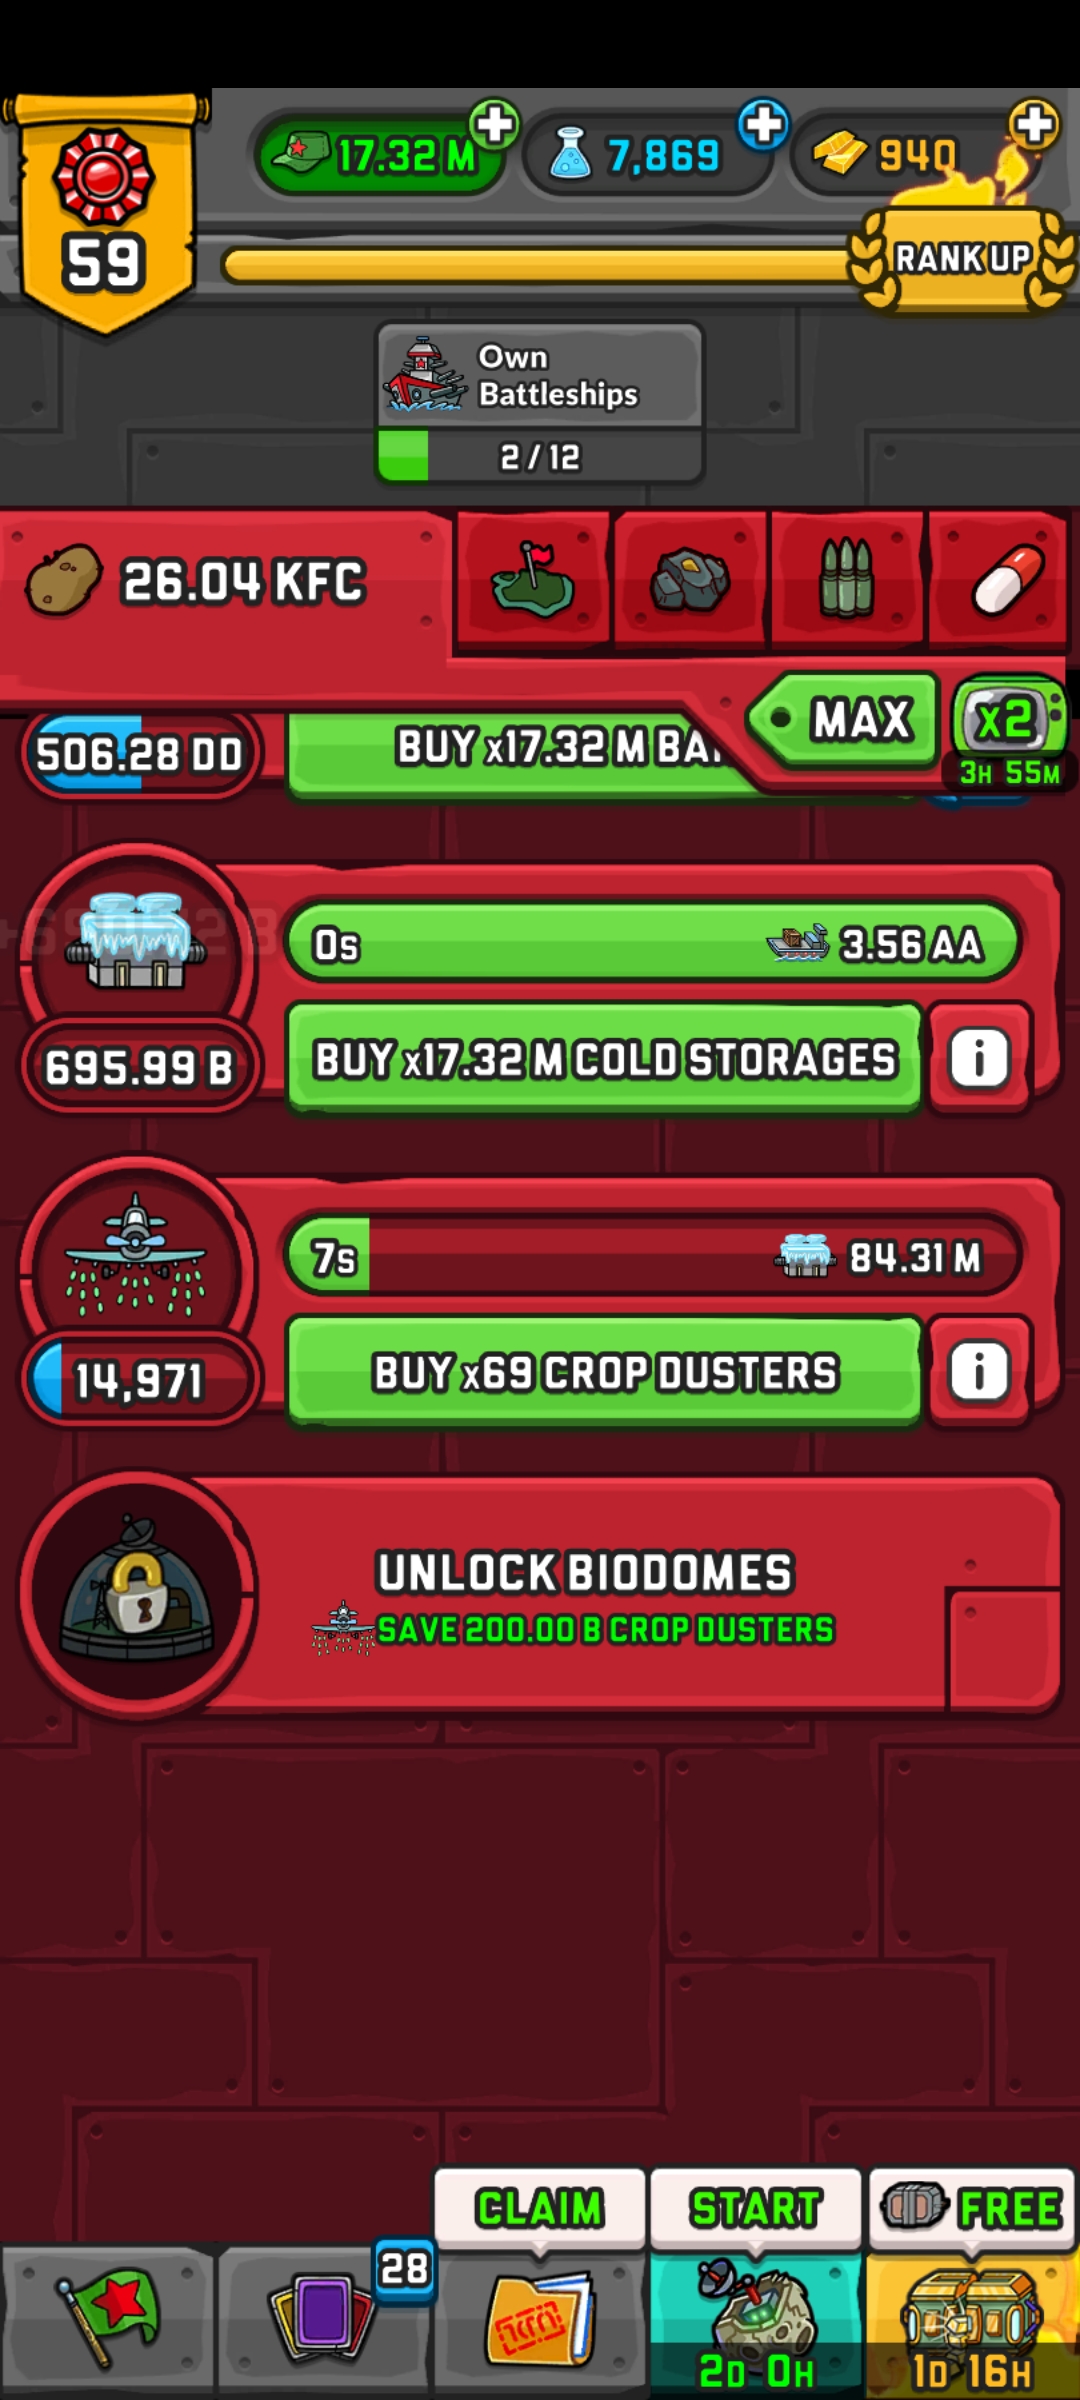 17.32 M
7,869
940
59
RANK UP
Own
Battleships
2 / 12
26.04 KFC
MAX
x2
3H 55M
506.28 DD
BUY x17.32 M
0s
3.56 AA
695.99 B
BUY x17.32 M COLD STORAGES
i
7s
84.31 M
14,971
BUY x69 CROP DUSTERS
i
UNLOCK BIODOMES
SAVE 200.00 B CROP DUSTERS
CLAIM
START
FREE
28
2D 0H
1D 16H